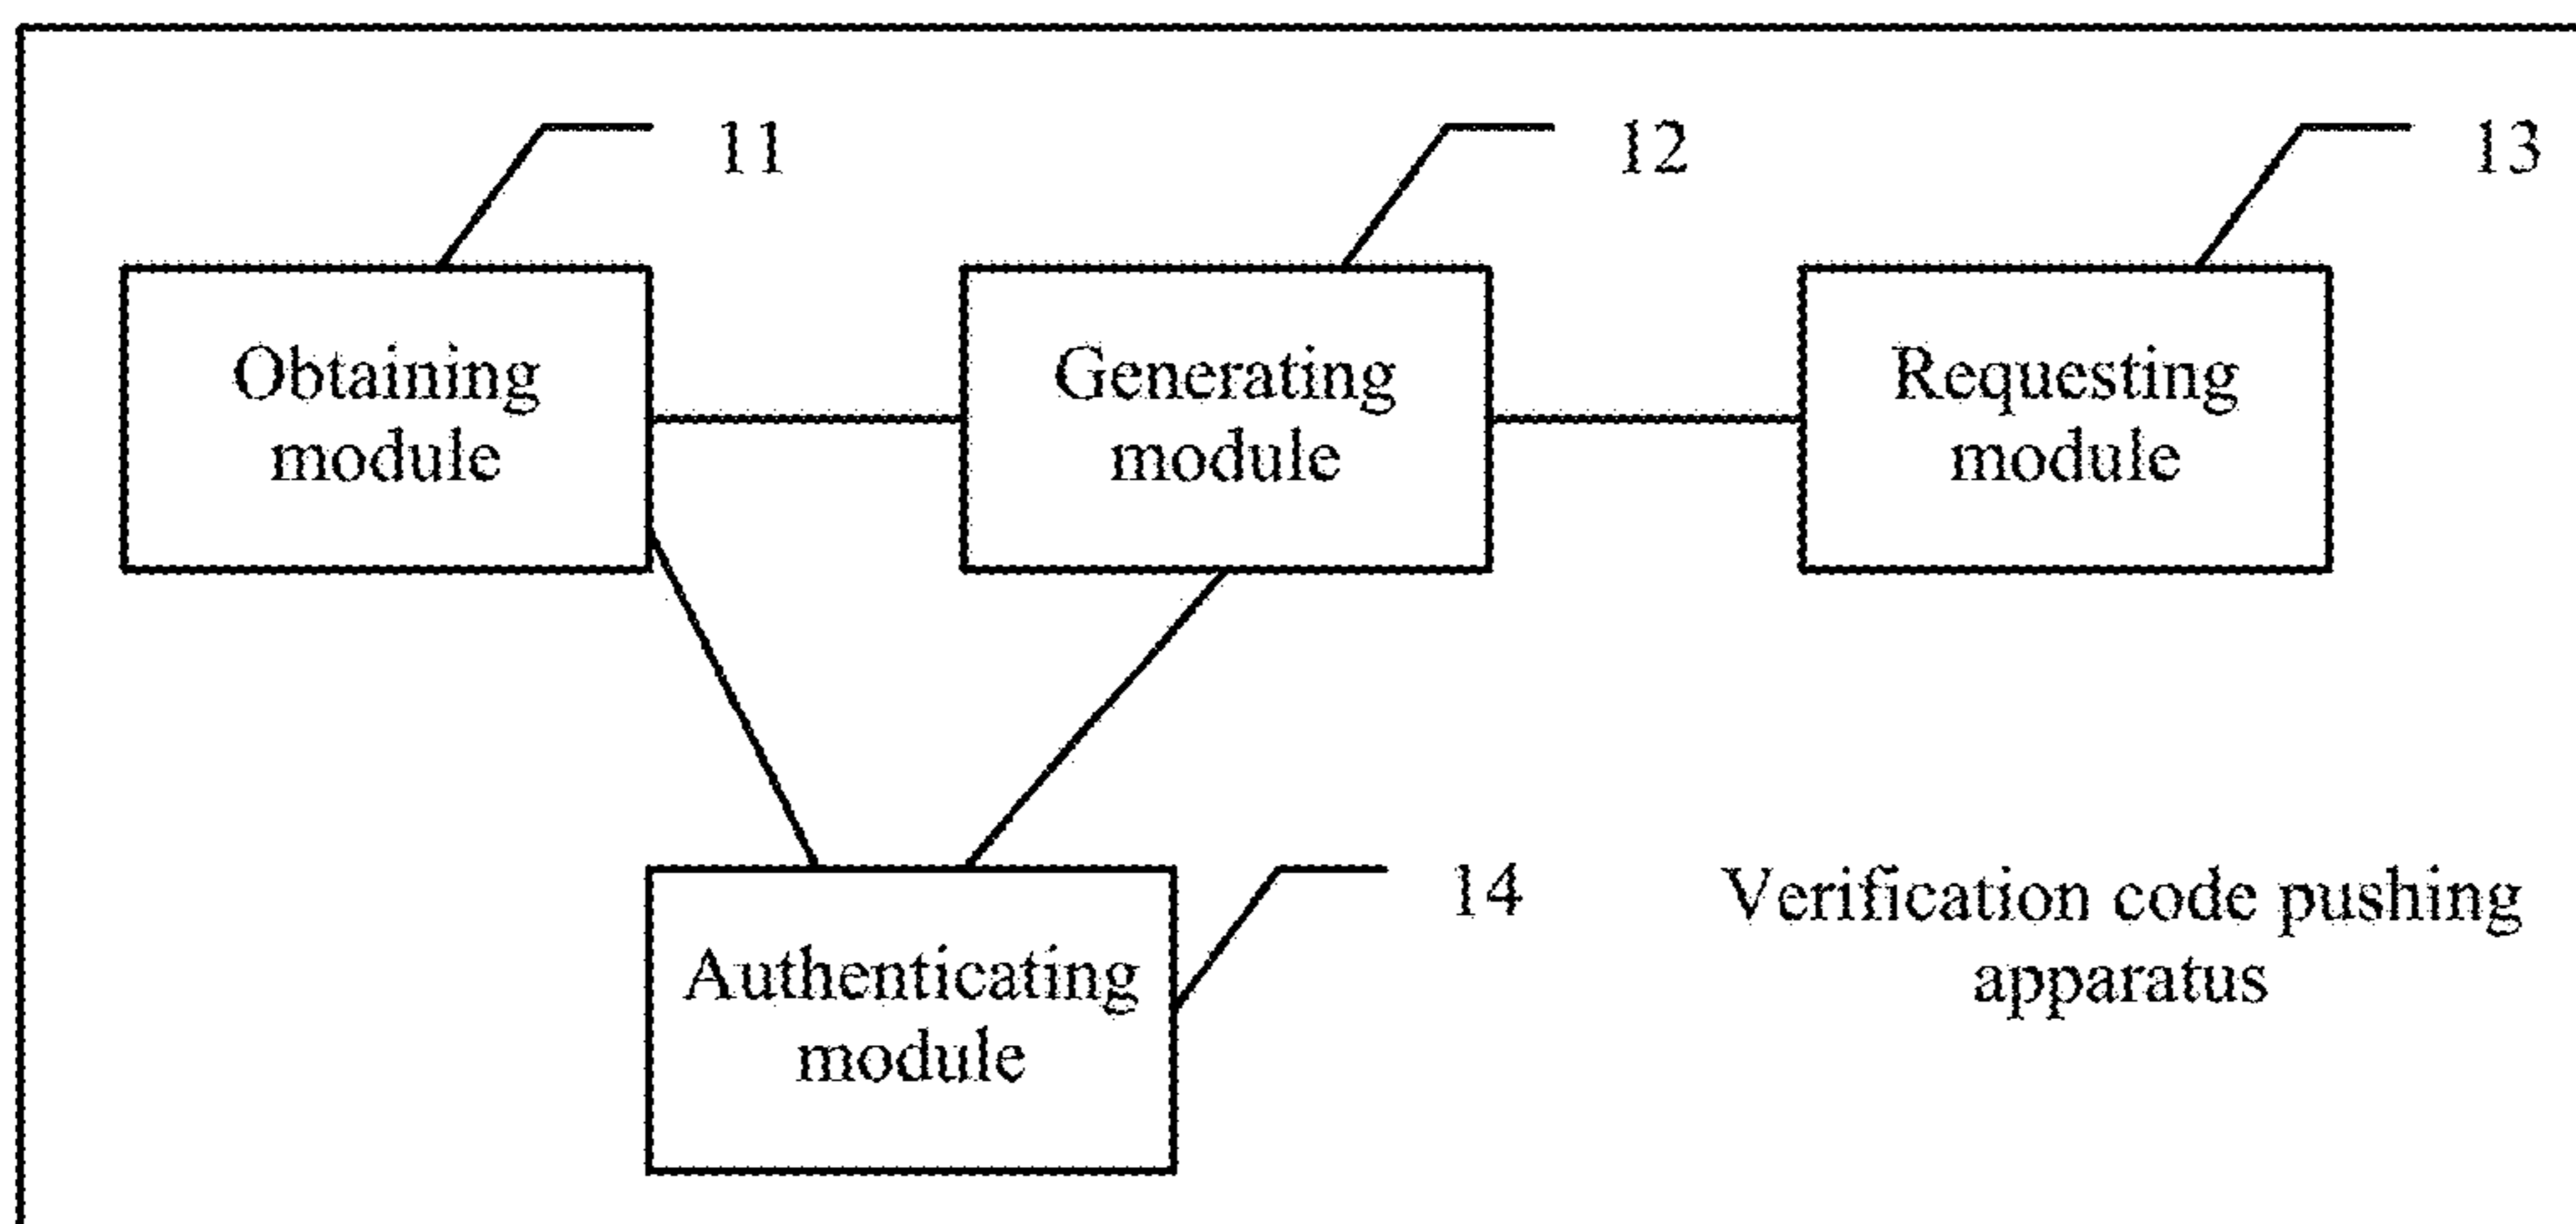 11
12
13
Obtaining
module
Generating
module
Requesting
module
14
Authenticating
module
Verification code pushing
apparatus